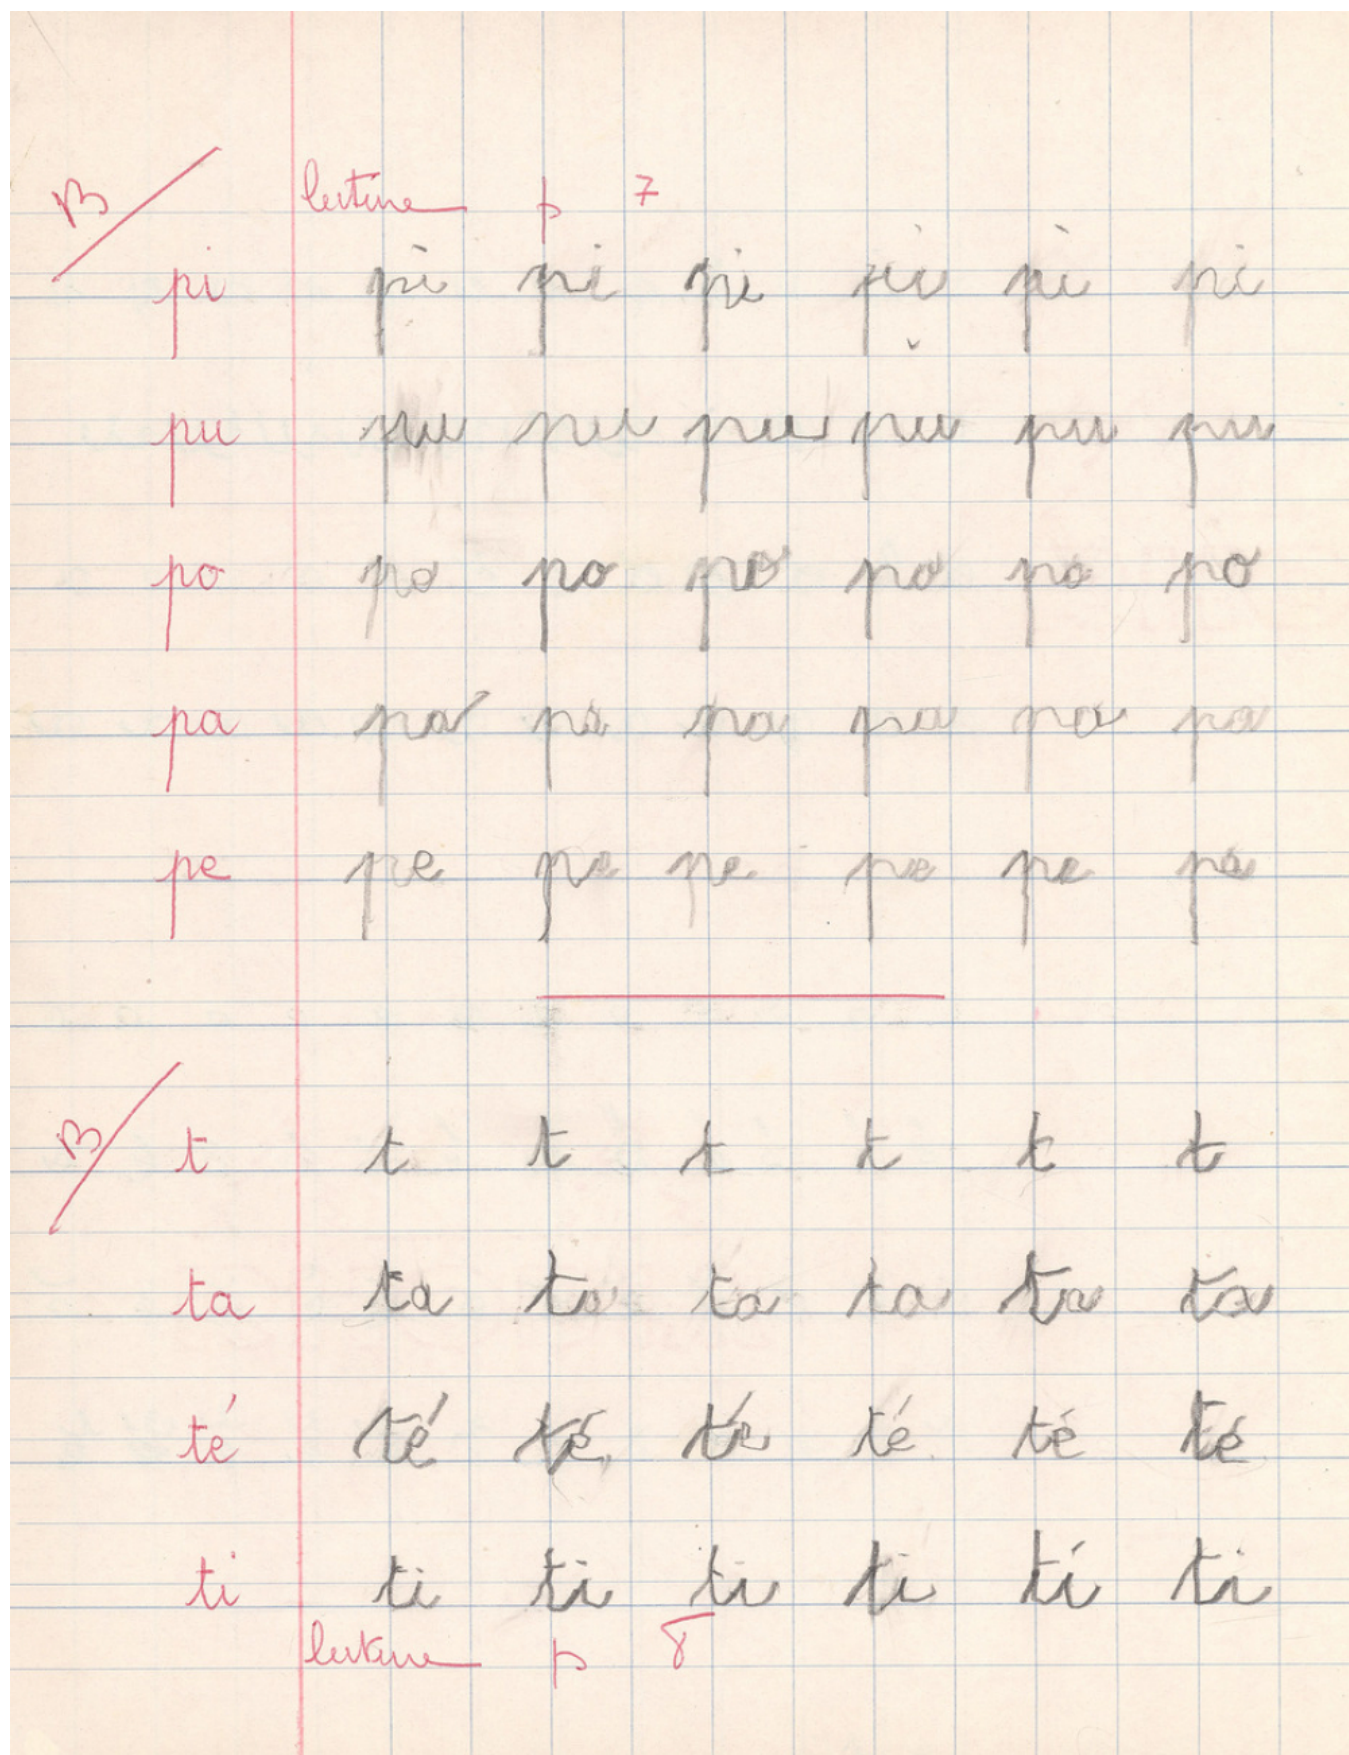 B lecture p 7
pi pi pi pi pi pi pi
pu pu pu pu pu pu pu
po po po po po po po
pa pa pa pa pa pa pa
pe pe pe pe pe pe pe
B t t t t t t t
ta ta ta ta ta ta ta
té té té té té té té
ti ti ti ti ti ti ti
lecture p 8